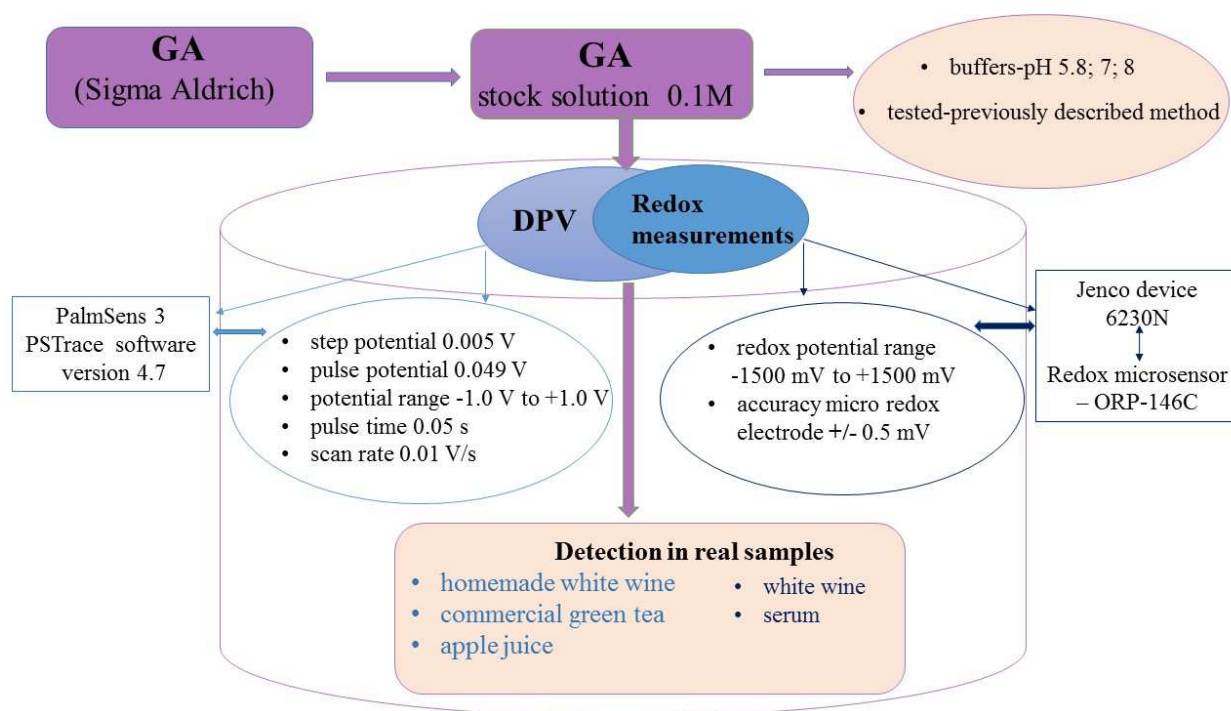 GA
(Sigma Aldrich)
GA
stock solution 0.1M
• buffers-pH 5.8; 7; 8
• tested-previously described method
DPV
Redox
measurements
PalmSens 3
PSTrace software
version 4.7
• step potential 0.005 V
• pulse potential 0.049 V
• potential range -1.0 V to +1.0 V
• pulse time 0.05 s
• scan rate 0.01 V/s
• redox potential range
-1500 mV to +1500 mV
• accuracy micro redox
electrode +/- 0.5 mV
Jenco device
6230N
Redox microsensor
– ORP-146C
Detection in real samples
• homemade white wine
• commercial green tea
• apple juice
• white wine
• serum